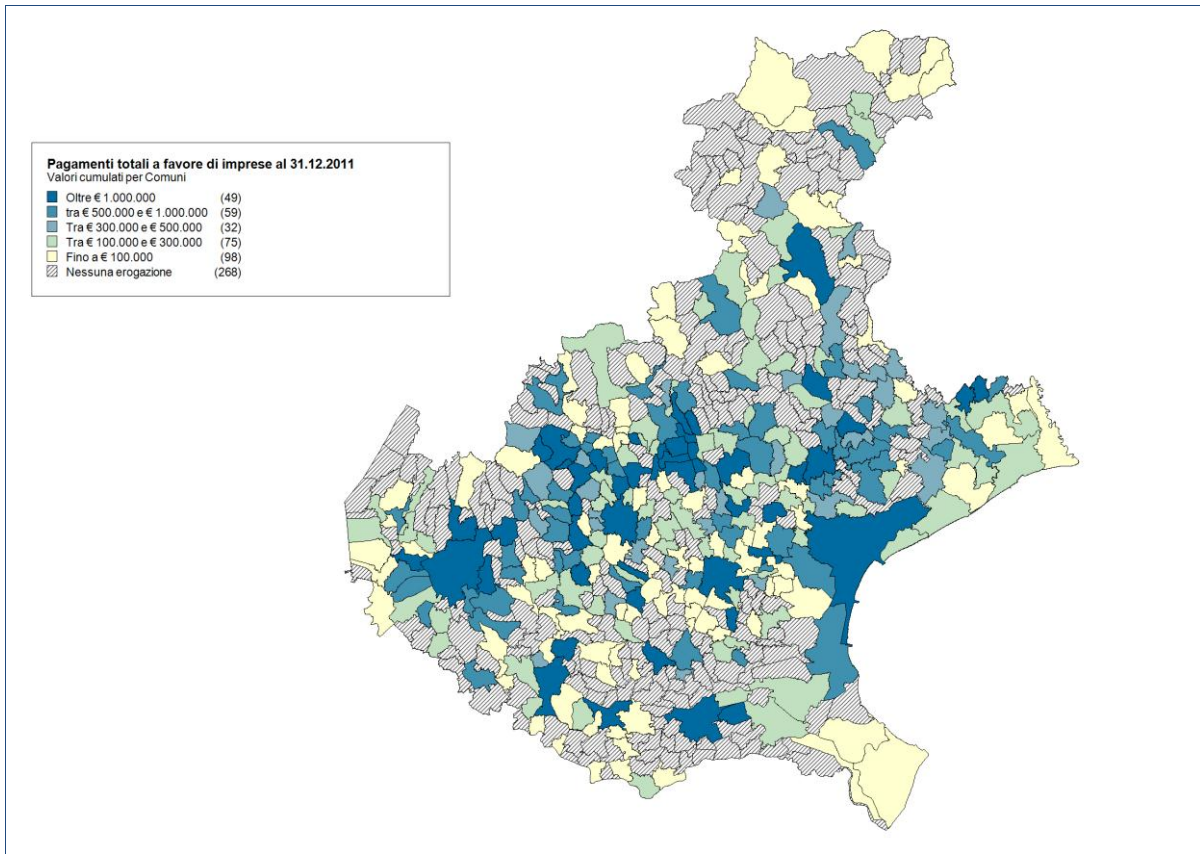 Pagamenti totali a favore di imprese al 31.12.2011
Valori cumulati per Comuni
Oltre € 1.000.000 (49)
tra € 500.000 e € 1.000.000 (59)
Tra € 300.000 e € 500.000 (32)
Tra € 100.000 e € 300.000 (75)
Fino a € 100.000 (98)
Nessuna erogazione (268)